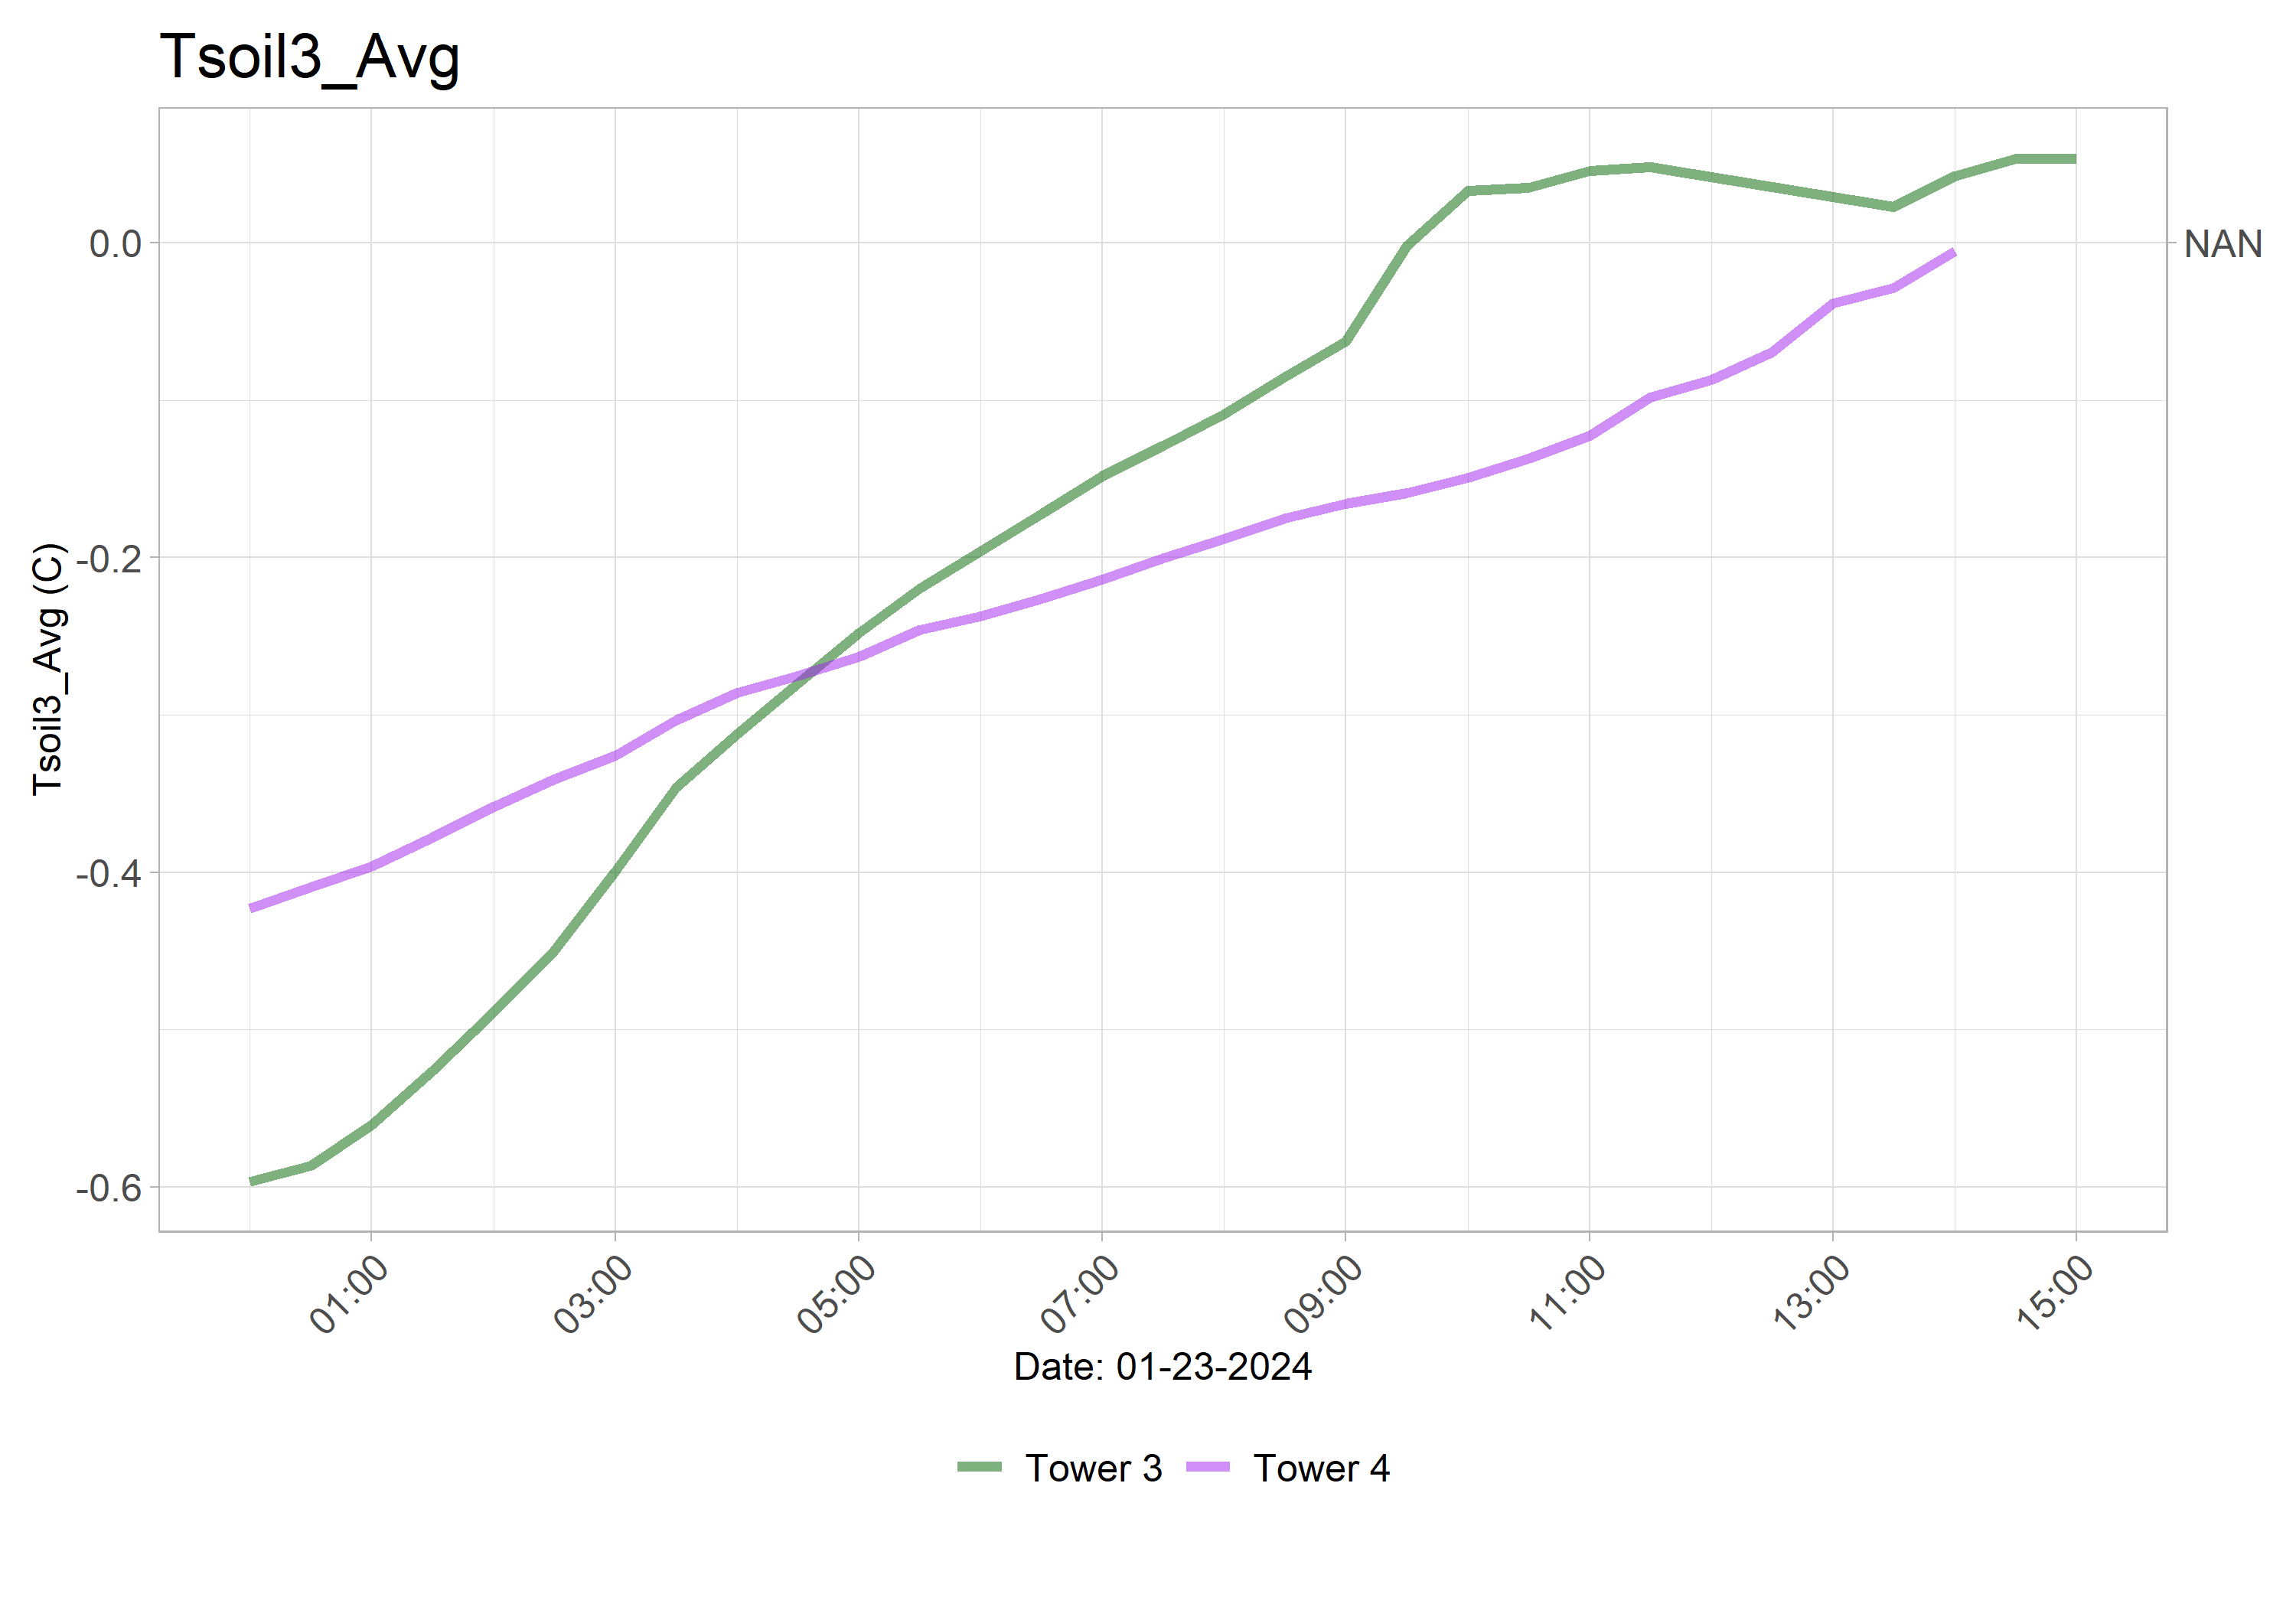 Tsoil3_Avg
Tsoil3_Avg (C)
0.0
-0.2
-0.4
-0.6
NAN
01:00 03:00 05:00 07:00 09:00 11:00 13:00 15:00
Date: 01-23-2024
Tower 3 Tower 4